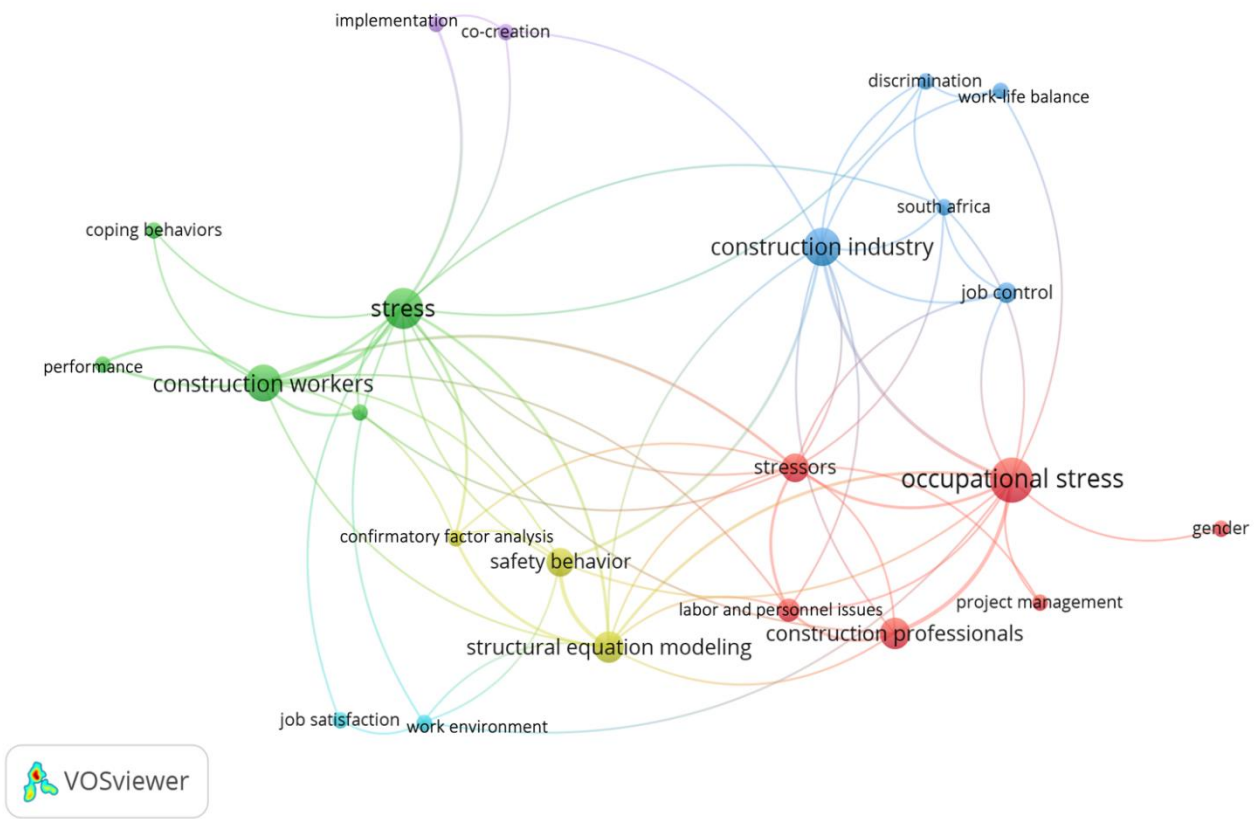 implementation
co-creation
discrimination
work-life balance
south africa
coping behaviors
construction industry
job control
stress
performance
construction workers
stressors
occupational stress
gender
confirmatory factor analysis
safety behavior
labor and personnel issues
project management
construction professionals
structural equation modeling
job satisfaction
work environment
VOSviewer